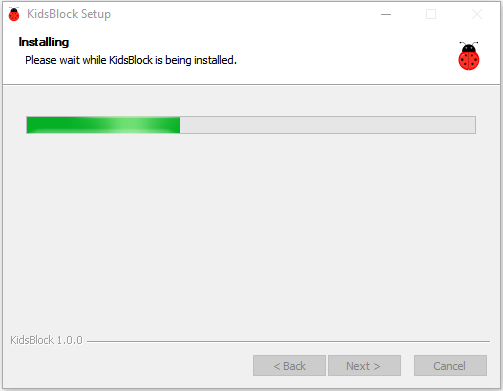 KidsBlock Setup
Installing
Please wait while KidsBlock is being installed.
KidsBlock 1.0.0
< Back
Next >
Cancel